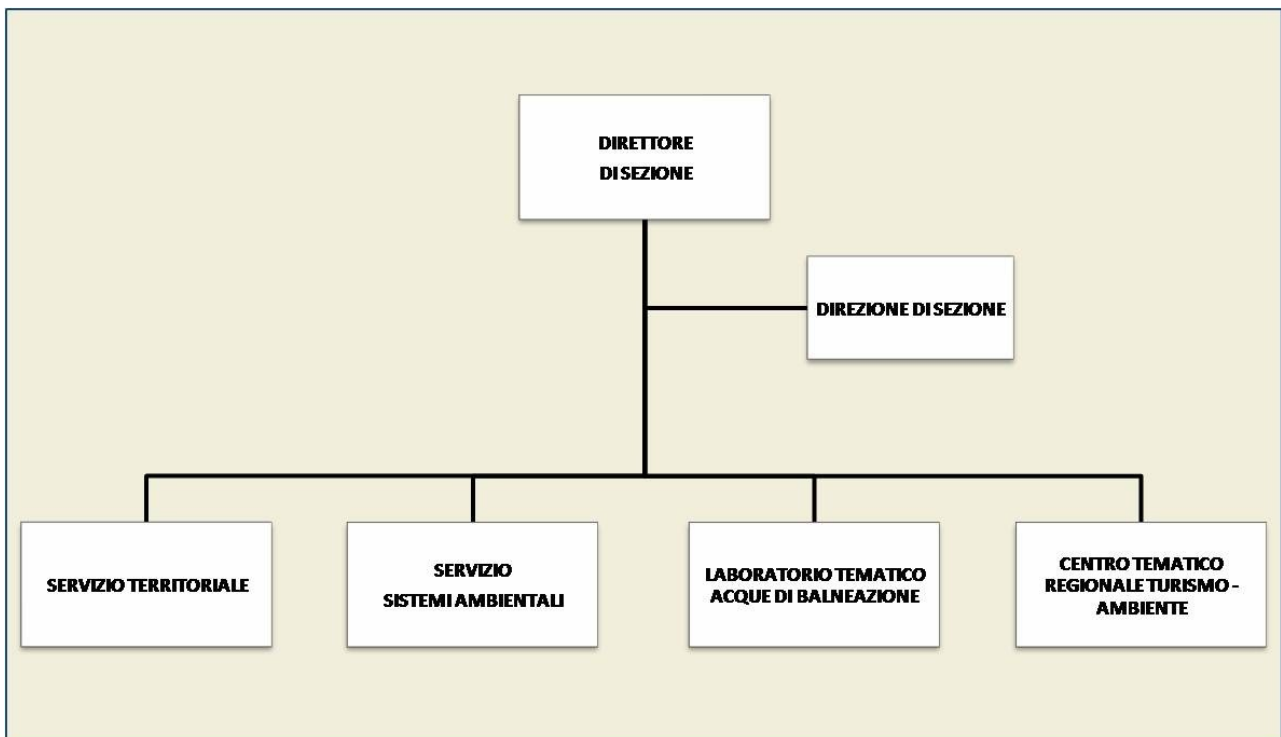 DIRETTORE
DI SEZIONE
DIREZIONE DI SEZIONE
SERVIZIO TERRITORIALE
SERVIZIO
SISTEMI AMBIENTALI
LABORATORIO TEMATICO
ACQUE DI BALNEAZIONE
CENTRO TEMATICO
REGIONALE TURISMO -
AMBIENTE